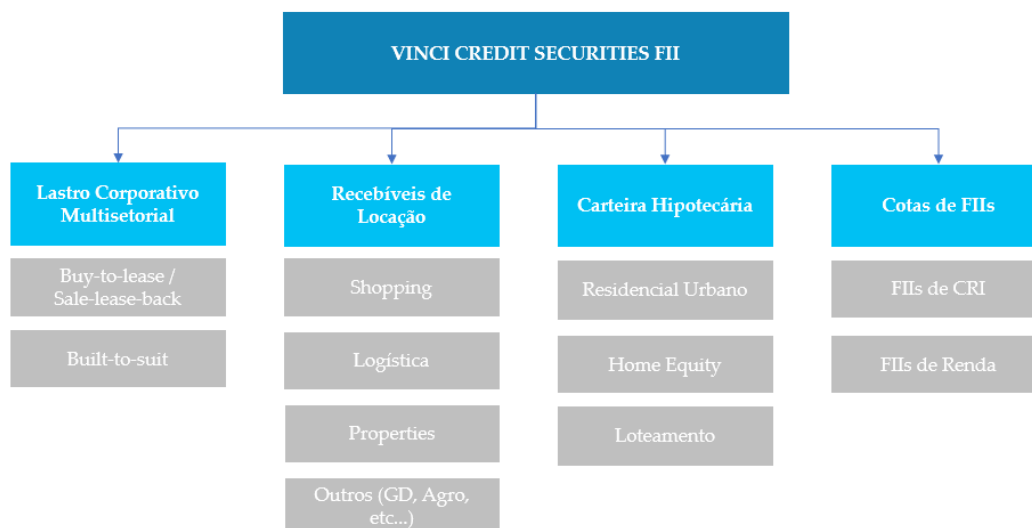 VINCI CREDIT SECURITIES FII
Lastro Corporativo
Multisetorial
Buy-to-lease /
Sale-lease-back
Built-to-suit
Recebíveis de
Locação
Shopping
Logística
Properties
Outros (GD, Agro,
etc...)
Carteira Hipotecária
Residencial Urbano
Home Equity
Loteamento
Cotas de FIIs
FIIs de CRI
FIIs de Renda